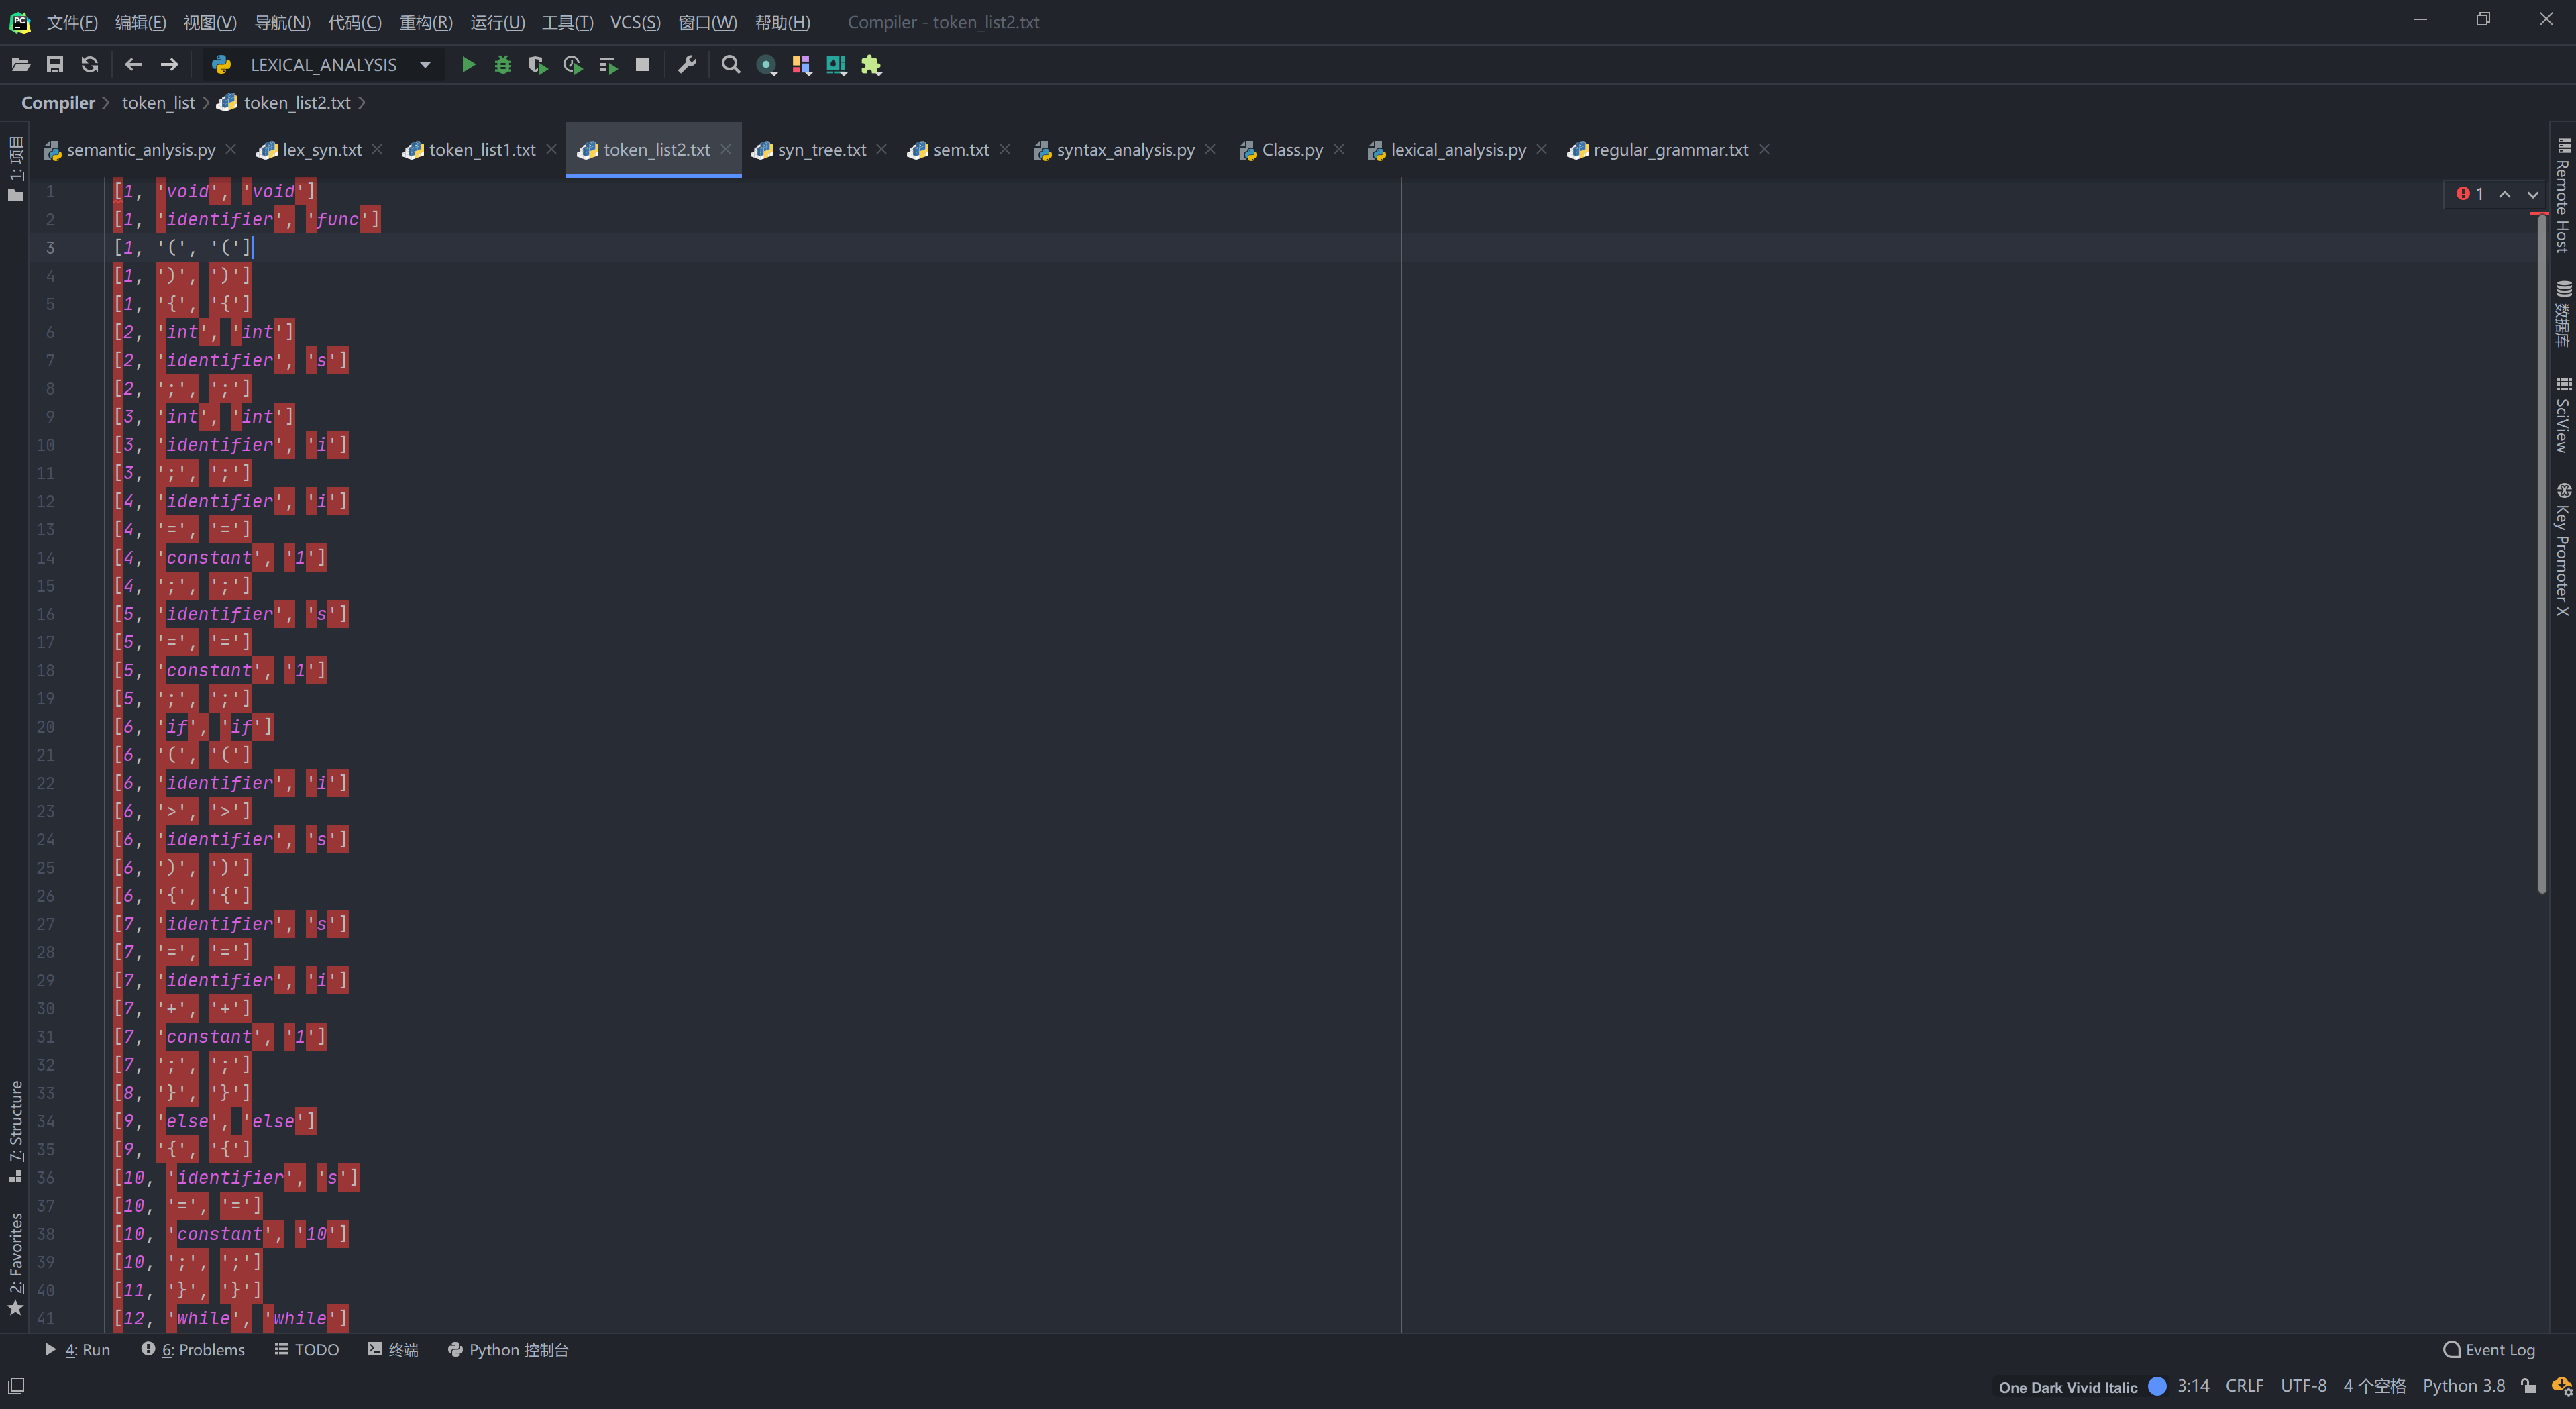 文件(F) 编辑(E) 视图(V) 导航(N) 代码(C) 重构(R) 运行(U) 工具(T) VCS(S) 窗口(W) 帮助(H) Compiler - token_list2.txt
LEXICAL_ANALYSIS
Compiler token_list token_list2.txt
semantic_anlysis.py lex_syn.txt token_list1.txt token_list2.txt syn_tree.txt sem.txt syntax_analysis.py Class.py lexical_analysis.py regular_grammar.txt
1: 项目
7: Structure
2: Favorites
1 [1, 'void', 'void']
2 [1, 'identifier', 'func']
3 [1, '(', '(']
4 [1, ')', ')']
5 [1, '{', '{']
6 [2, 'int', 'int']
7 [2, 'identifier', 's']
8 [2, ';', ';']
9 [3, 'int', 'int']
10 [3, 'identifier', 'i']
11 [3, ';', ';']
12 [4, 'identifier', 'i']
13 [4, '=', '=']
14 [4, 'constant', '1']
15 [4, ';', ';']
16 [5, 'identifier', 's']
17 [5, '=', '=']
18 [5, 'constant', '1']
19 [5, ';', ';']
20 [6, 'if', 'if']
21 [6, '(', '(']
22 [6, 'identifier', 'i']
23 [6, '>', '>']
24 [6, 'identifier', 's']
25 [6, ')', ')']
26 [6, '{', '{']
27 [7, 'identifier', 's']
28 [7, '=', '=']
29 [7, 'identifier', 'i']
30 [7, '+', '+']
31 [7, 'constant', '1']
32 [7, ';', ';']
33 [8, '}', '}']
34 [9, 'else', 'else']
35 [9, '{', '{']
36 [10, 'identifier', 's']
37 [10, '=', '=']
38 [10, 'constant', '10']
39 [10, ';', ';']
40 [11, '}', '}']
41 [12, 'while', 'while']
1
Remote Host
数据库
SciView
Key Promoter X
4: Run 6: Problems TODO 终端 Python 控制台 Event Log
One Dark Vivid Italic 3:14 CRLF UTF-8 4 个空格 Python 3.8